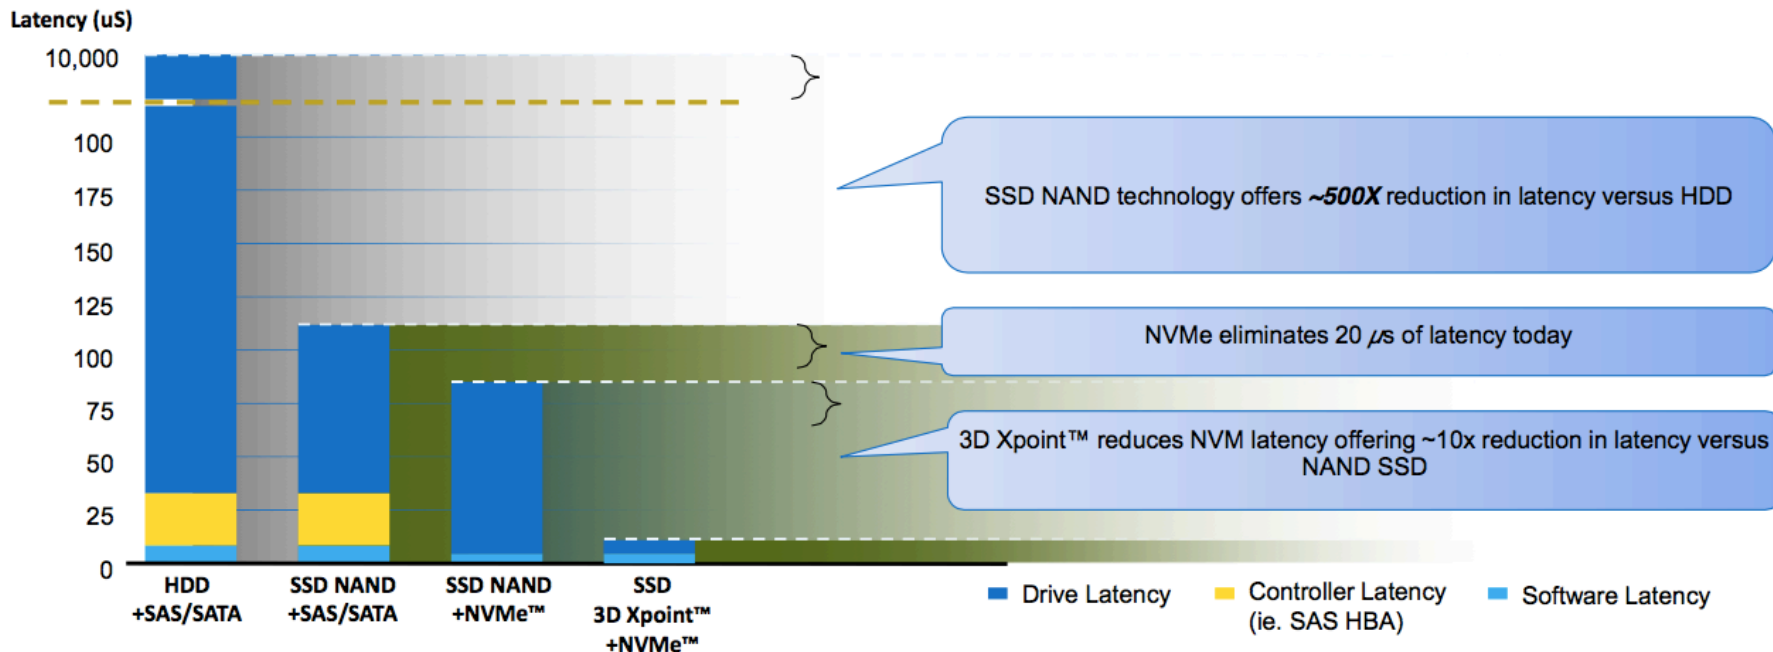 Latency (uS)
10,000
100
175
150
125
100
75
50
25
0
SSD NAND technology offers ~500X reduction in latency versus HDD
NVMe eliminates 20 µs of latency today
3D Xpoint™ reduces NVM latency offering ~10x reduction in latency versus
NAND SSD
HDD
+SAS/SATA
SSD NAND
+SAS/SATA
SSD NAND
+NVMe™
SSD
3D Xpoint™
+NVMe™
Drive Latency
Controller Latency
(ie. SAS HBA)
Software Latency